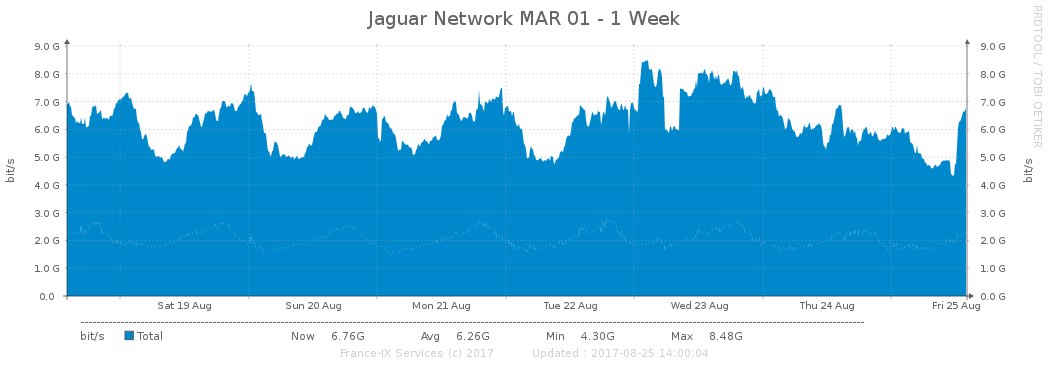 Jaguar Network MAR 01 - 1 Week
RRDTOOL / TOBI OETIKER
9.0 G 9.0 G
8.0 G 8.0 G
7.0 G 7.0 G
6.0 G 6.0 G
5.0 G 5.0 G
4.0 G 4.0 G
3.0 G 3.0 G
2.0 G 2.0 G
1.0 G 1.0 G
0.0 0.0 G
bit/s bit/s
Sat 19 Aug Sun 20 Aug Mon 21 Aug Tue 22 Aug Wed 23 Aug Thu 24 Aug Fri 25 Aug
bit/s Total Now 6.76G Avg 6.26G Min 4.30G Max 8.48G
France-IX Services (c) 2017 Updated : 2017-08-25 14:00:04